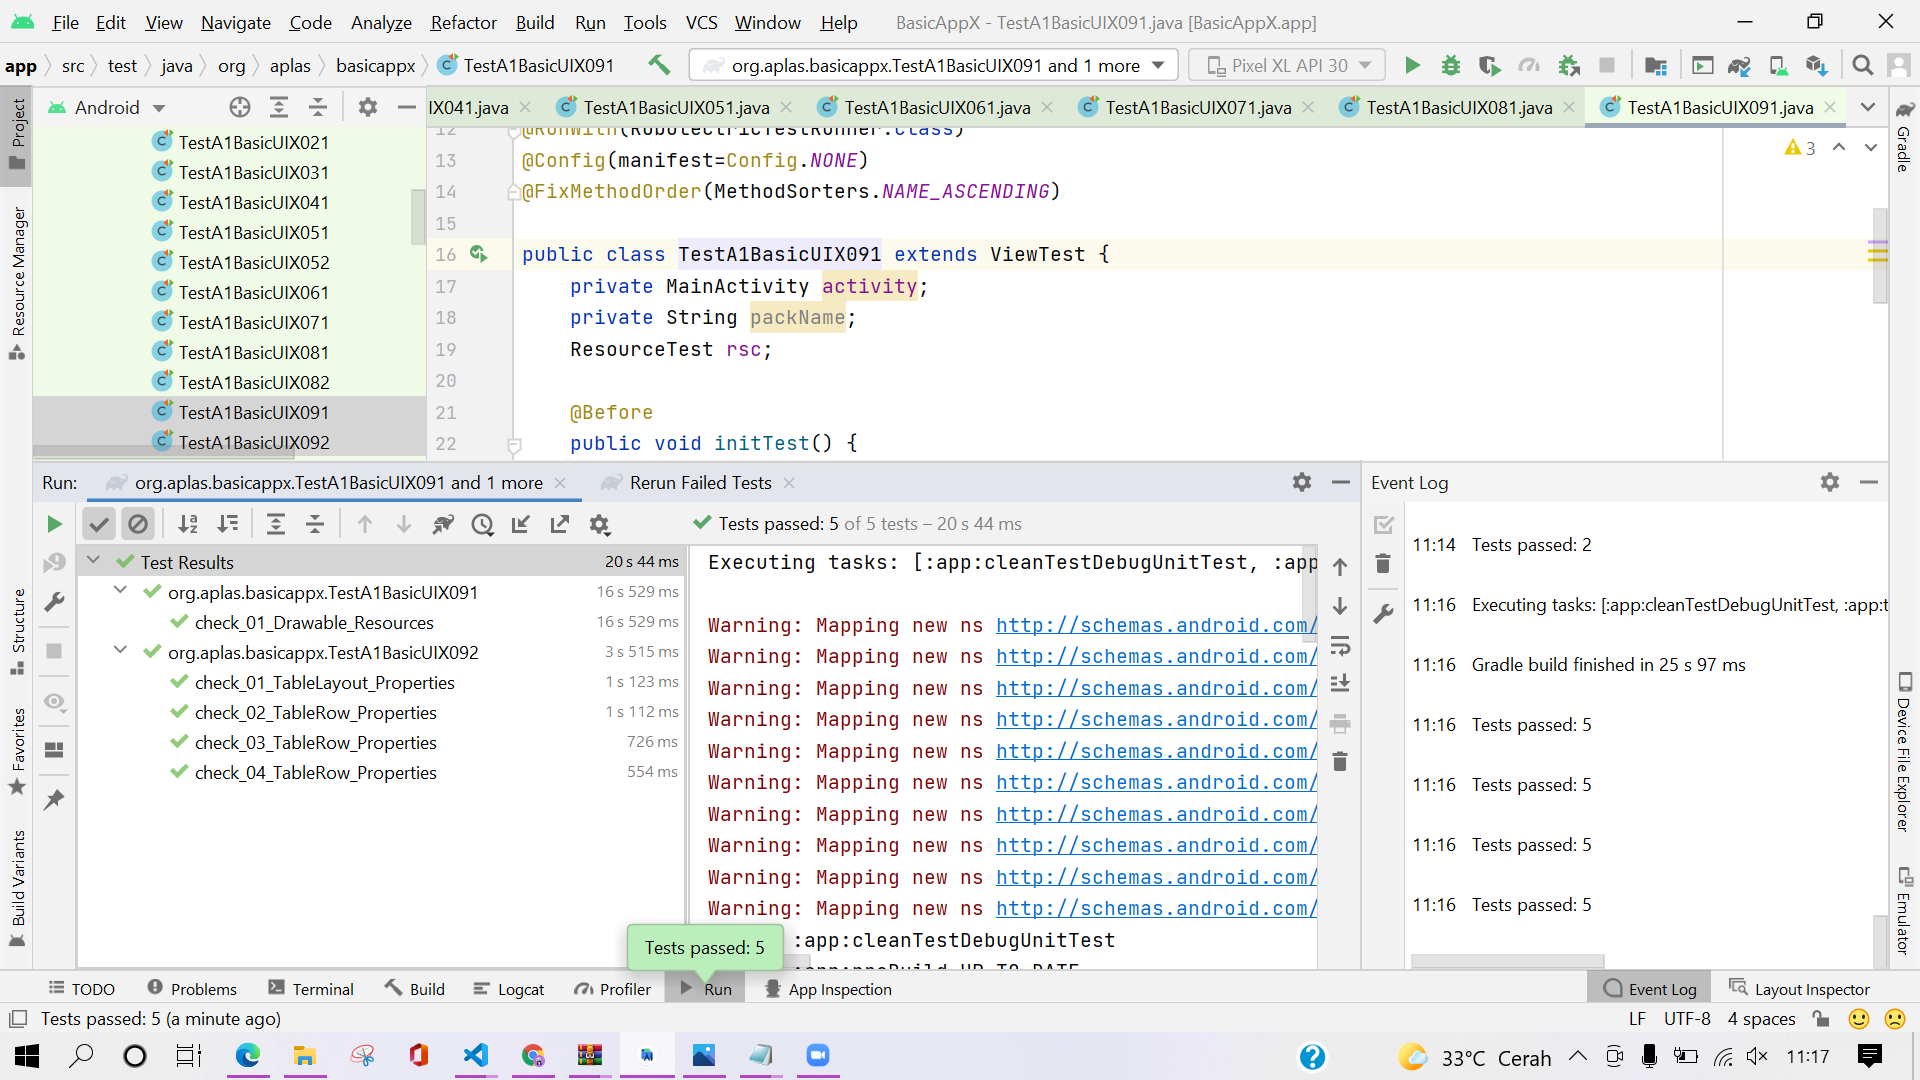 File Edit View Navigate Code Analyze Refactor Build Run Tools VCS Window Help BasicAppX - TestA1BasicUIX091.java [BasicAppX.app]
app src test java org aplas basicappx TestA1BasicUIX091 org.aplas.basicappx.TestA1BasicUIX091 and 1 more Pixel XL API 30
Android
IX041.java TestA1BasicUIX051.java TestA1BasicUIX061.java TestA1BasicUIX071.java TestA1BasicUIX081.java TestA1BasicUIX091.java
Project
Resource Manager
Structure
Favorites
Build Variants
TestA1BasicUIX021
TestA1BasicUIX031
TestA1BasicUIX041
TestA1BasicUIX051
TestA1BasicUIX052
TestA1BasicUIX061
TestA1BasicUIX071
TestA1BasicUIX081
TestA1BasicUIX082
TestA1BasicUIX091
TestA1BasicUIX092
12 @RunWith(RobolectricTestRunner.class)
13 @Config(manifest=Config.NONE)
14 @FixMethodOrder(MethodSorters.NAME_ASCENDING)
15
16 public class TestA1BasicUIX091 extends ViewTest {
17 private MainActivity activity;
18 private String packName;
19 ResourceTest rsc;
20
21 @Before
22 public void initTest() {
3
Gradle
Device File Explorer
Emulator
Run: org.aplas.basicappx.TestA1BasicUIX091 and 1 more Rerun Failed Tests
Tests passed: 5 of 5 tests – 20 s 44 ms
Test Results 20 s 44 ms
org.aplas.basicappx.TestA1BasicUIX091 16 s 529 ms
check_01_Drawable_Resources 16 s 529 ms
org.aplas.basicappx.TestA1BasicUIX092 3 s 515 ms
check_01_TableLayout_Properties 1 s 123 ms
check_02_TableRow_Properties 1 s 112 ms
check_03_TableRow_Properties 726 ms
check_04_TableRow_Properties 554 ms
Executing tasks: [:app:cleanTestDebugUnitTest, :app
Warning: Mapping new ns http://schemas.android.com/
Warning: Mapping new ns http://schemas.android.com/
Warning: Mapping new ns http://schemas.android.com/
Warning: Mapping new ns http://schemas.android.com/
Warning: Mapping new ns http://schemas.android.com/
Warning: Mapping new ns http://schemas.android.com/
Warning: Mapping new ns http://schemas.android.com/
Warning: Mapping new ns http://schemas.android.com/
Warning: Mapping new ns http://schemas.android.com/
Warning: Mapping new ns http://schemas.android.com/
:app:cleanTestDebugUnitTest
:app:preBuild UP-TO-DATE
Tests passed: 5
Event Log
11:14 Tests passed: 2
11:16 Executing tasks: [:app:cleanTestDebugUnitTest, :app:t
11:16 Gradle build finished in 25 s 97 ms
11:16 Tests passed: 5
11:16 Tests passed: 5
11:16 Tests passed: 5
11:16 Tests passed: 5
TODO Problems Terminal Build Logcat Profiler Run App Inspection Event Log Layout Inspector
Tests passed: 5 (a minute ago) LF UTF-8 4 spaces
33°C Cerah 11:17